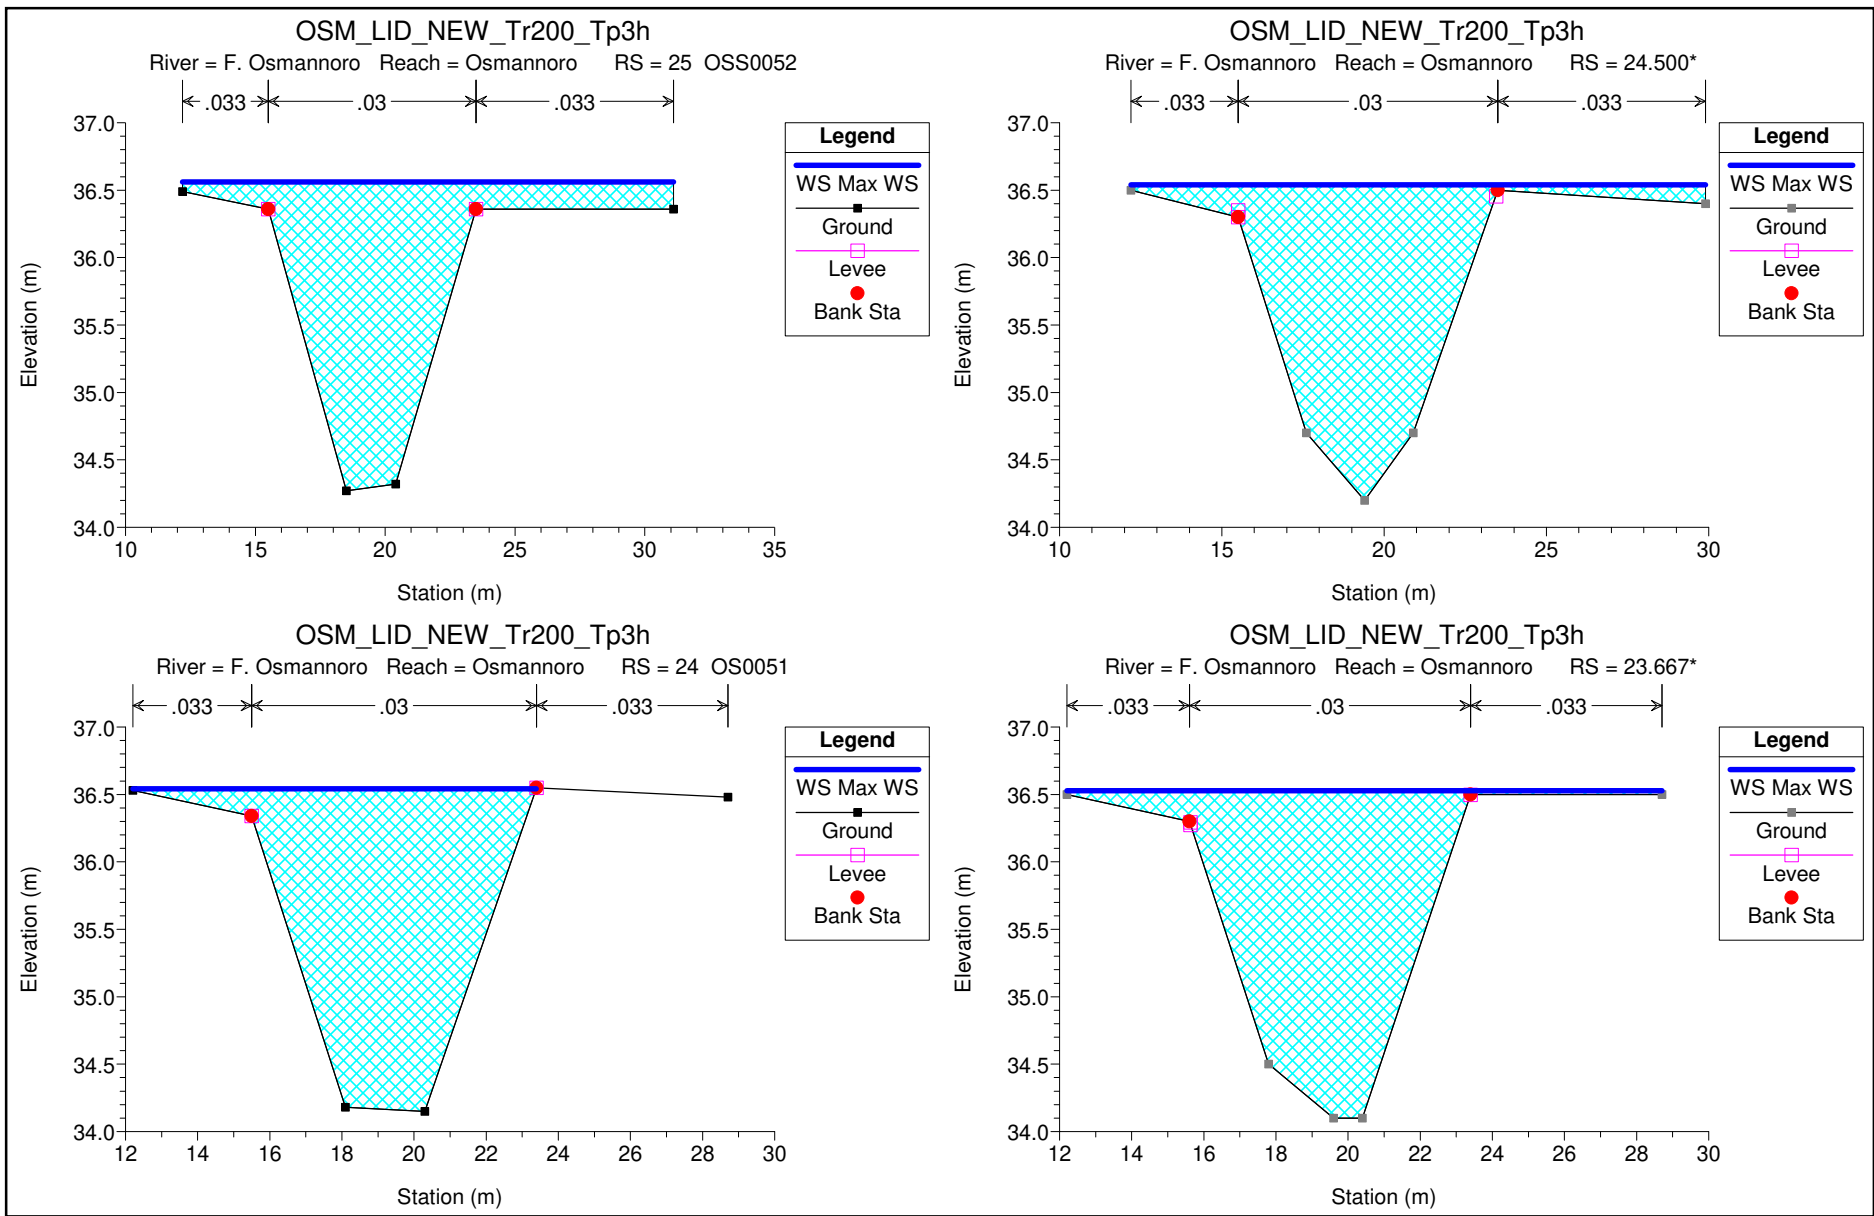 OSM_LID_NEW_Tr200_Tp3h
River = F. Osmannoro Reach = Osmannoro RS = 25 OSS0052
.033 .03 .033
37.0
36.5
36.0
35.5
35.0
34.5
34.0
Elevation (m)
10 15 20 25 30 35
Station (m)
Legend
WS Max WS
Ground
Levee
Bank Sta
OSM_LID_NEW_Tr200_Tp3h
River = F. Osmannoro Reach = Osmannoro RS = 24.500*
.033 .03 .033
37.0
36.5
36.0
35.5
35.0
34.5
34.0
Elevation (m)
10 15 20 25 30
Station (m)
Legend
WS Max WS
Ground
Levee
Bank Sta
OSM_LID_NEW_Tr200_Tp3h
River = F. Osmannoro Reach = Osmannoro RS = 24 OS0051
.033 .03 .033
37.0
36.5
36.0
35.5
35.0
34.5
34.0
Elevation (m)
12 14 16 18 20 22 24 26 28 30
Station (m)
Legend
WS Max WS
Ground
Levee
Bank Sta
OSM_LID_NEW_Tr200_Tp3h
River = F. Osmannoro Reach = Osmannoro RS = 23.667*
.033 .03 .033
37.0
36.5
36.0
35.5
35.0
34.5
34.0
Elevation (m)
12 14 16 18 20 22 24 26 28 30
Station (m)
Legend
WS Max WS
Ground
Levee
Bank Sta